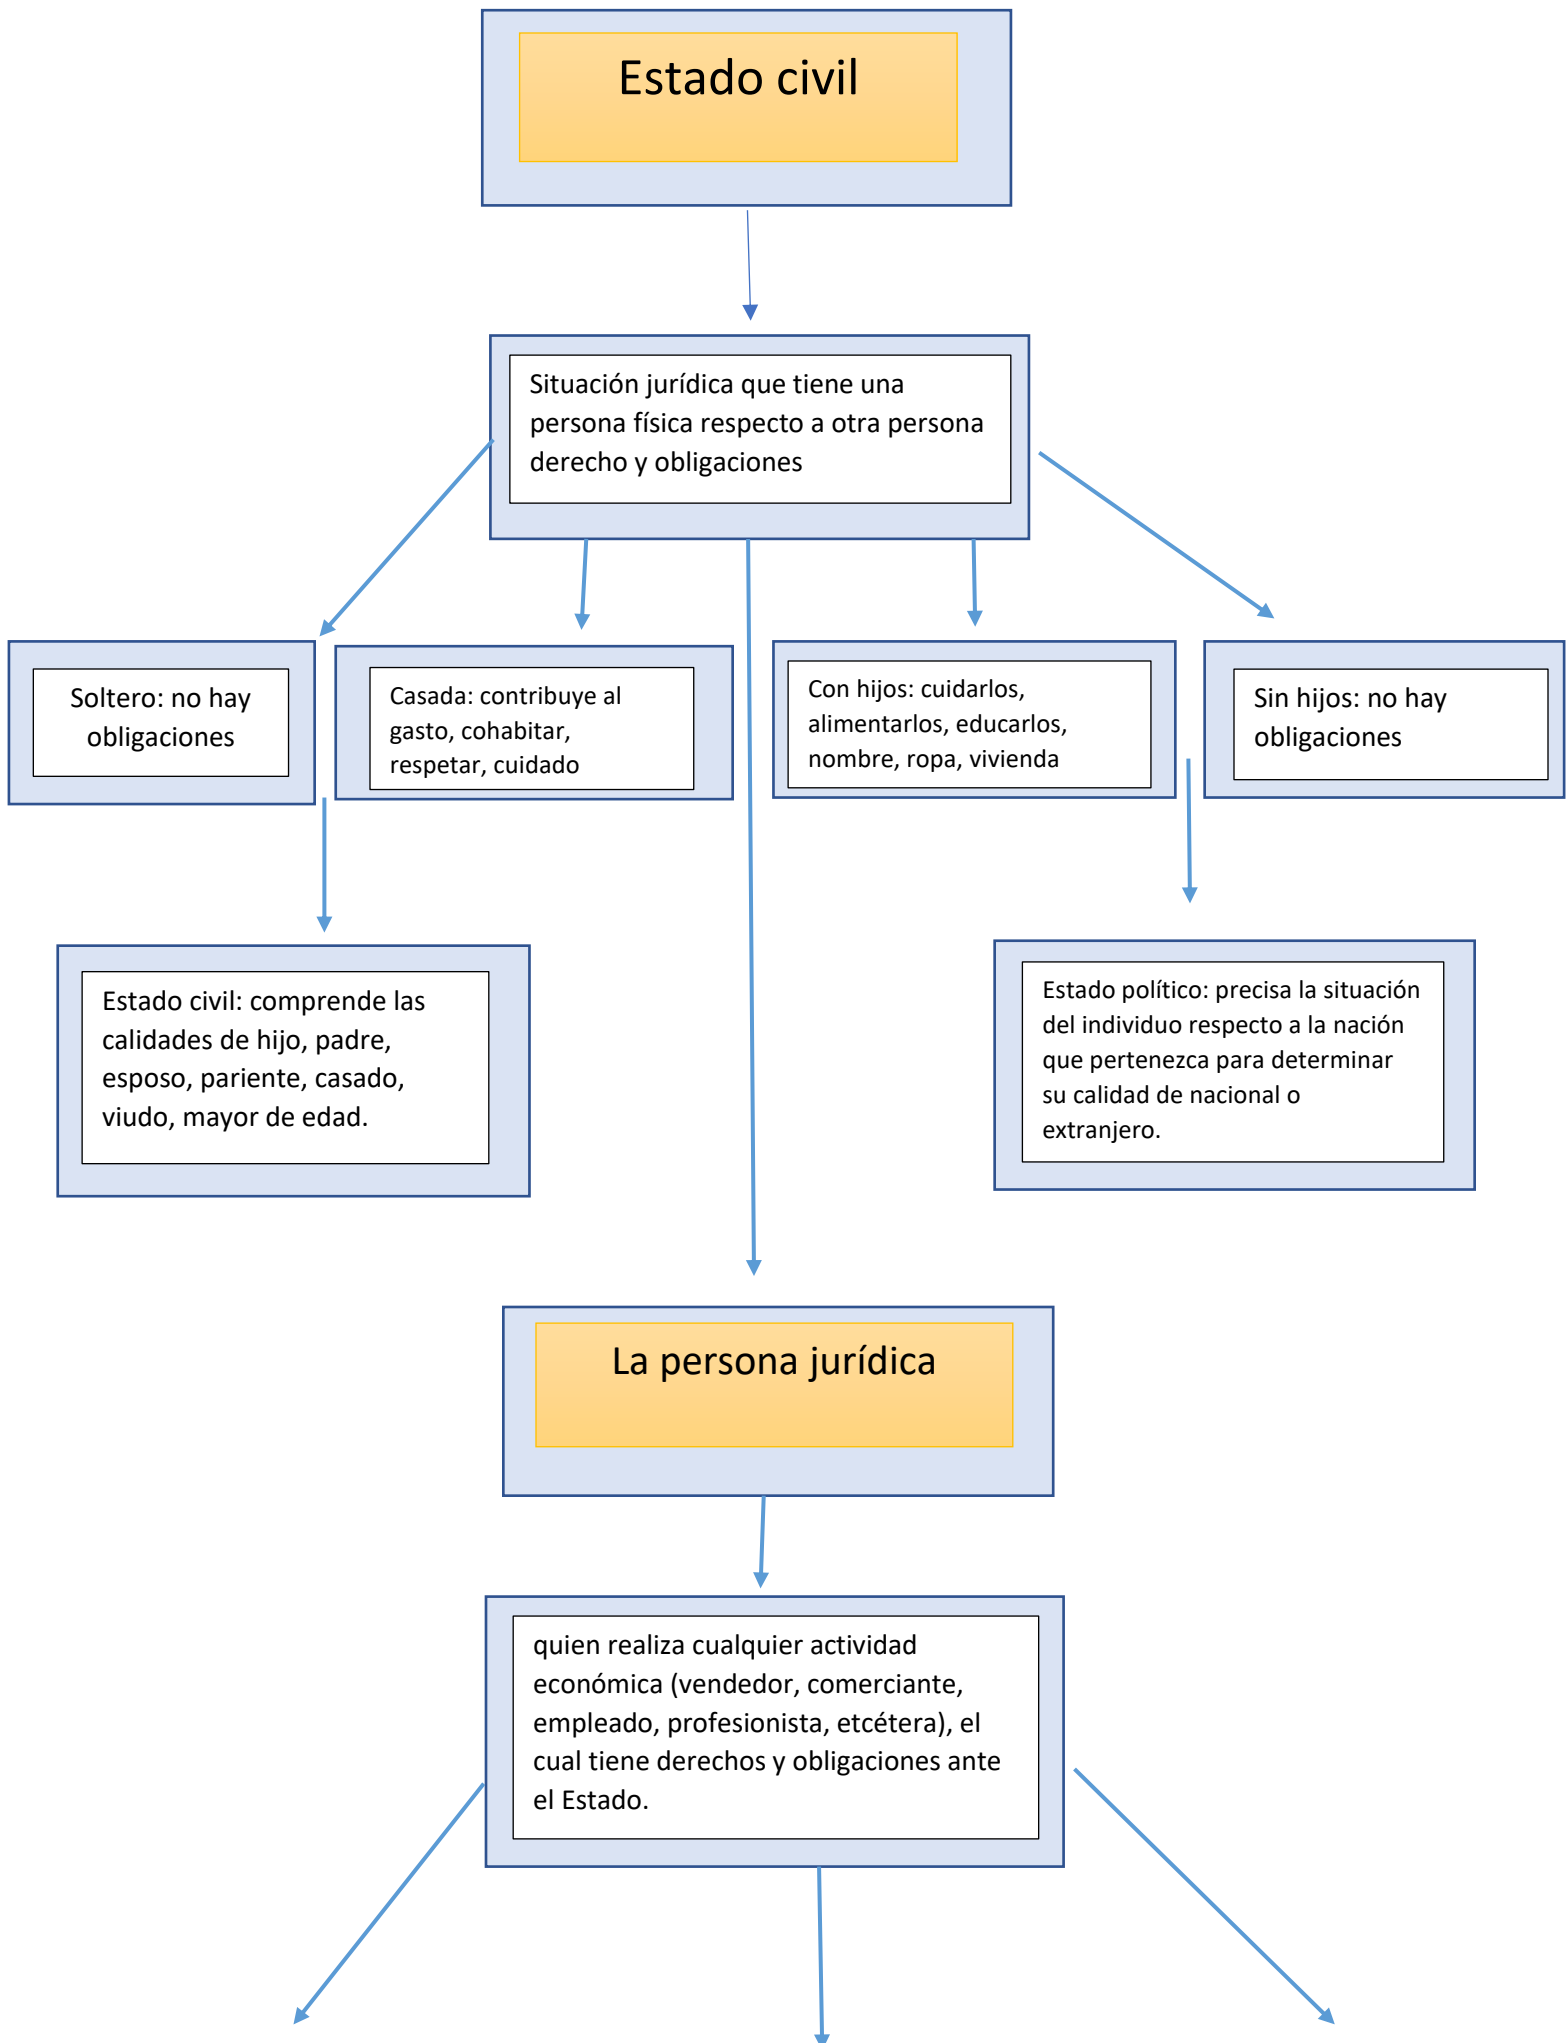 Estado civil
Situación jurídica que tiene una
persona física respecto a otra persona
derecho y obligaciones
Soltero: no hay
obligaciones
Casada: contribuye al
gasto, cohabitar,
respetar, cuidado
Con hijos: cuidarlos,
alimentarlos, educarlos,
nombre, ropa, vivienda
Sin hijos: no hay
obligaciones
Estado civil: comprende las
calidades de hijo, padre,
esposo, pariente, casado,
viudo, mayor de edad.
Estado político: precisa la situación
del individuo respecto a la nación
que pertenezca para determinar
su calidad de nacional o
extranjero.
La persona jurídica
quien realiza cualquier actividad
económica (vendedor, comerciante,
empleado, profesionista, etcétera), el
cual tiene derechos y obligaciones ante
el Estado.